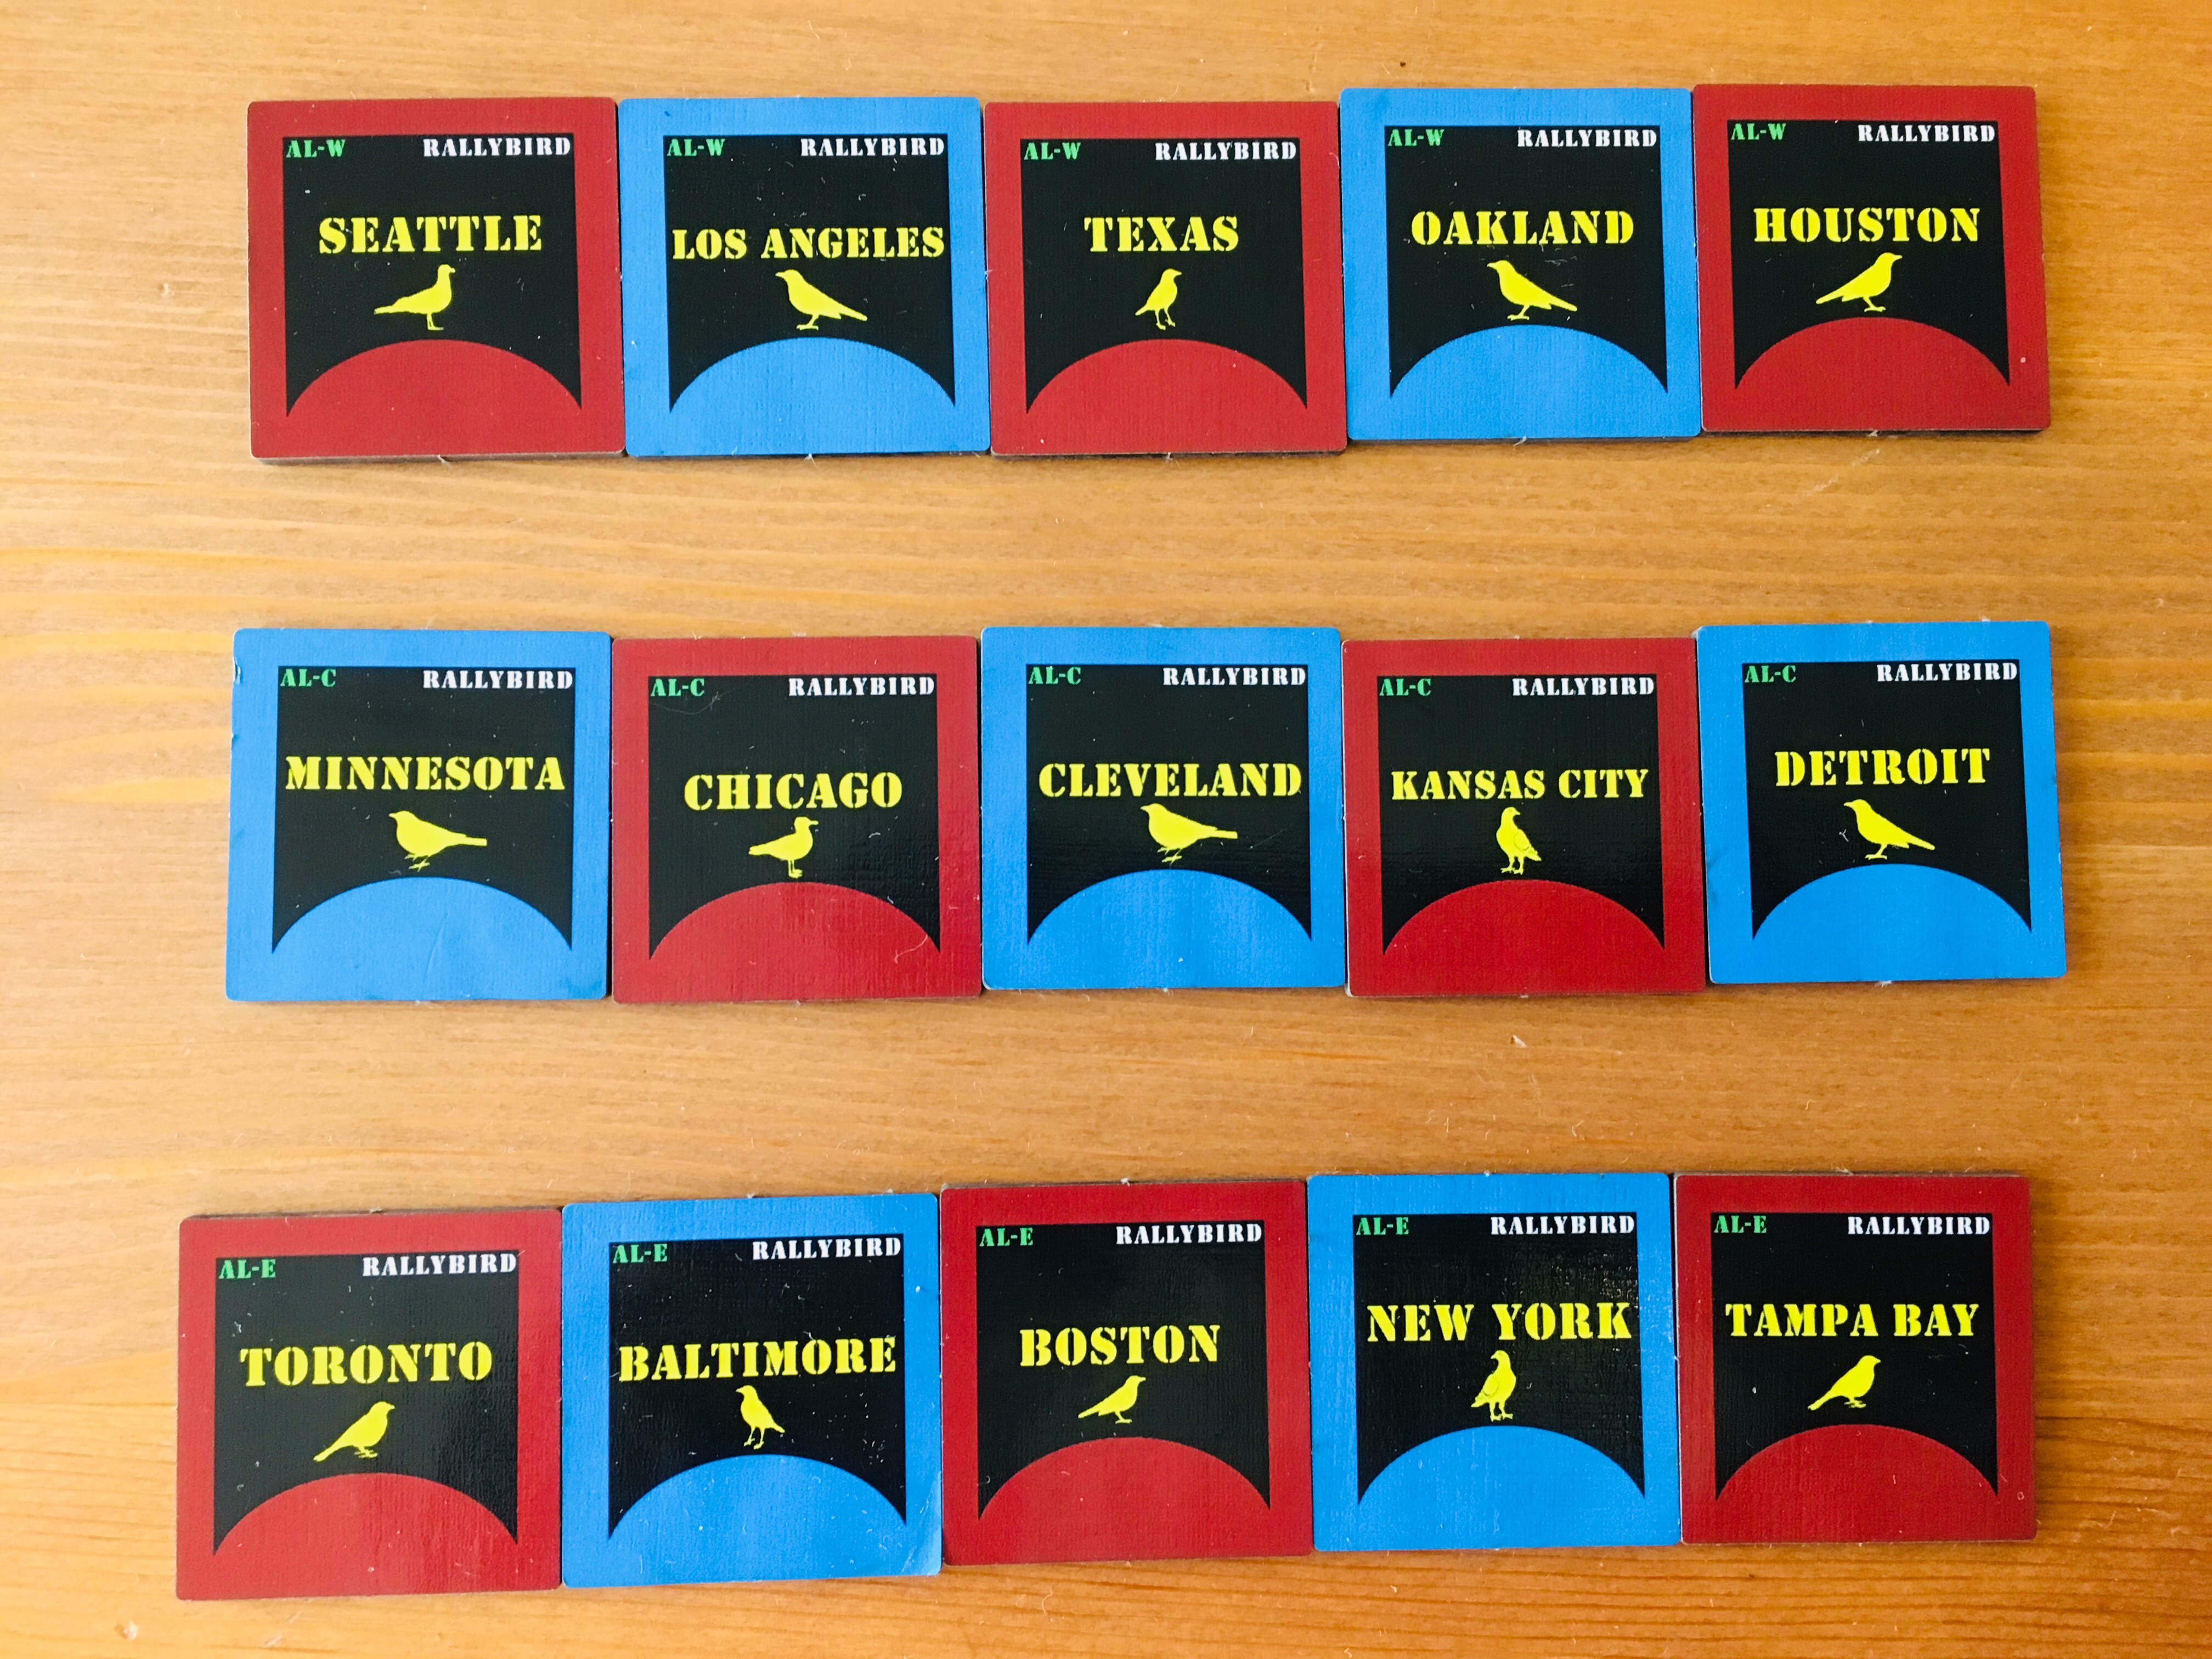 AL-W RALLYBIRD
SEATTLE
AL-W RALLYBIRD
LOS ANGELES
AL-W RALLYBIRD
TEXAS
AL-W RALLYBIRD
OAKLAND
AL-W RALLYBIRD
HOUSTON
AL-C RALLYBIRD
MINNESOTA
AL-C RALLYBIRD
CHICAGO
AL-C RALLYBIRD
CLEVELAND
AL-C RALLYBIRD
KANSAS CITY
AL-C RALLYBIRD
DETROIT
AL-E RALLYBIRD
TORONTO
AL-E RALLYBIRD
BALTIMORE
AL-E RALLYBIRD
BOSTON
AL-E RALLYBIRD
NEW YORK
AL-E RALLYBIRD
TAMPA BAY